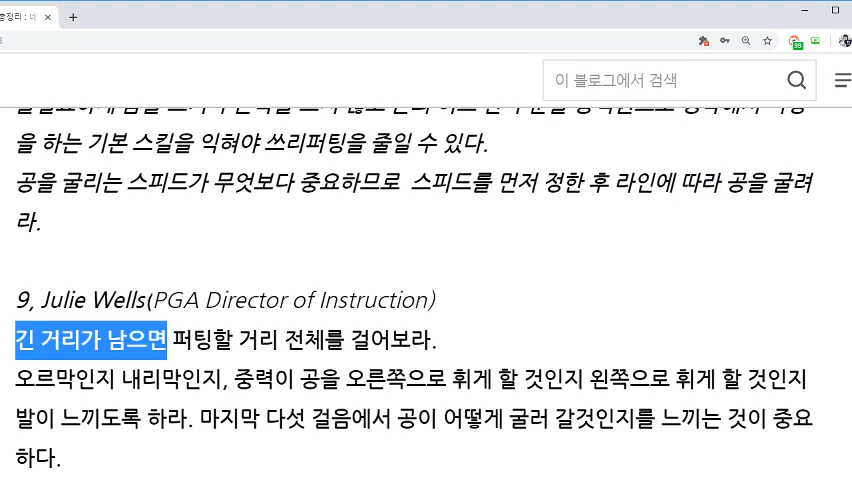 총정리 : 네
이 블로그에서 검색
39
을 하는 기본 스킬을 익혀야 쓰리퍼팅을 줄일 수 있다.
공을 굴리는 스피드가 무엇보다 중요하므로 스피드를 먼저 정한 후 라인에 따라 공을 굴려
라.
9, Julie Wells(PGA Director of Instruction)
긴 거리가 남으면 퍼팅할 거리 전체를 걸어보라.
오르막인지 내리막인지, 중력이 공을 오른쪽으로 휘게 할 것인지 왼쪽으로 휘게 할 것인지
발이 느끼도록 하라. 마지막 다섯 걸음에서 공이 어떻게 굴러 갈것인지를 느끼는 것이 중요
하다.